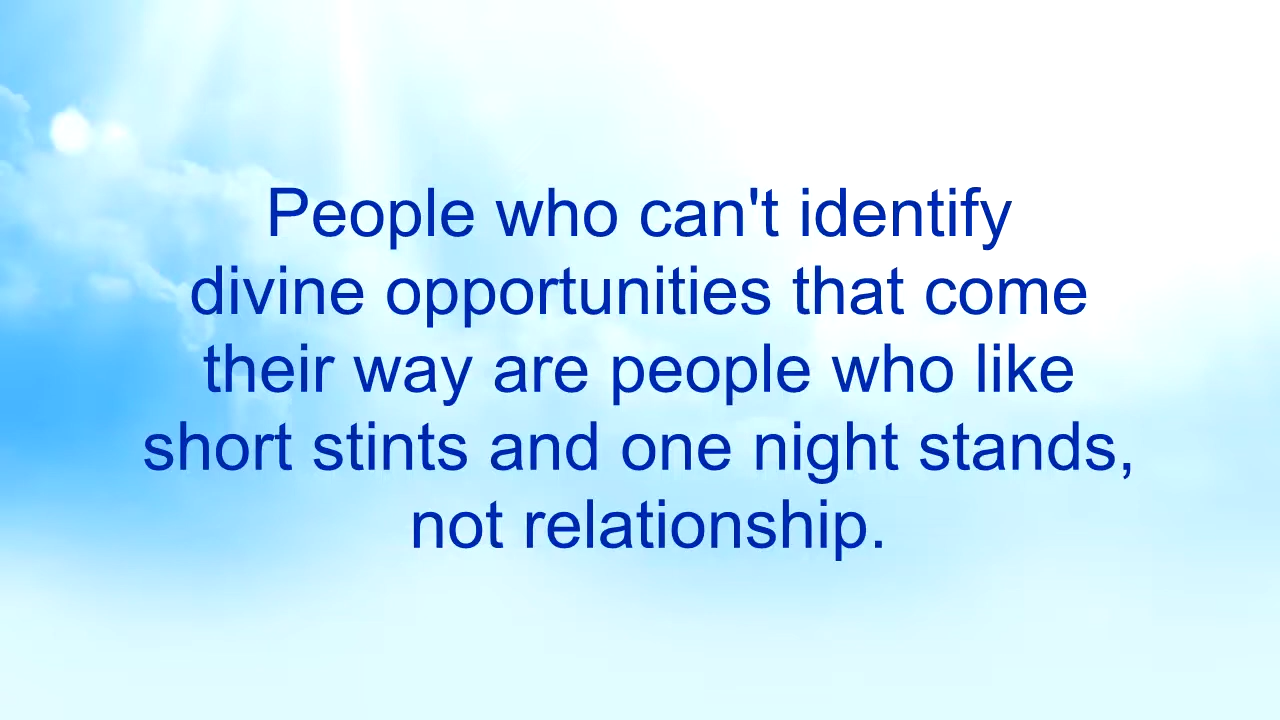 People who can't identify
divine opportunities that come
their way are people who like
short stints and one night stands,
not relationship.